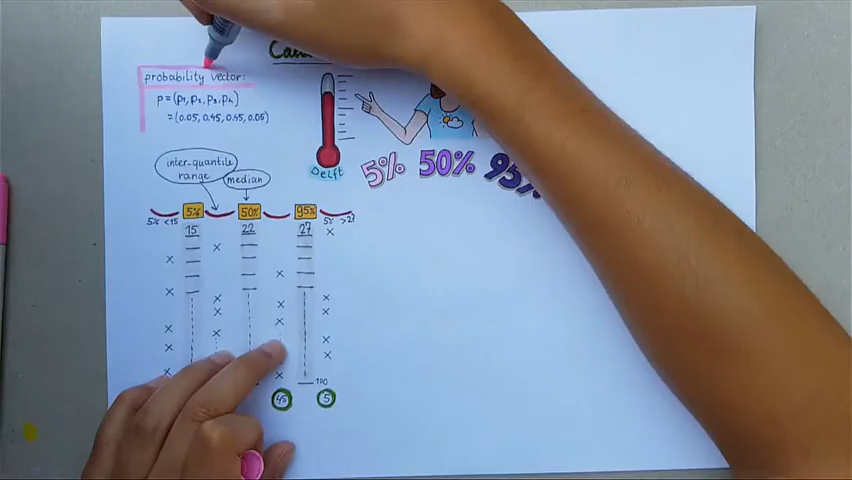 probability vector:
p = (p₁, p₂, p₃, p₄)
= (0.05, 0.45, 0.45, 0.05)
Delft
5% 50% 95%
inter-quantile
range
median
5% 50% 95%
5% <15
5% >27
15 22 27
100
45 5